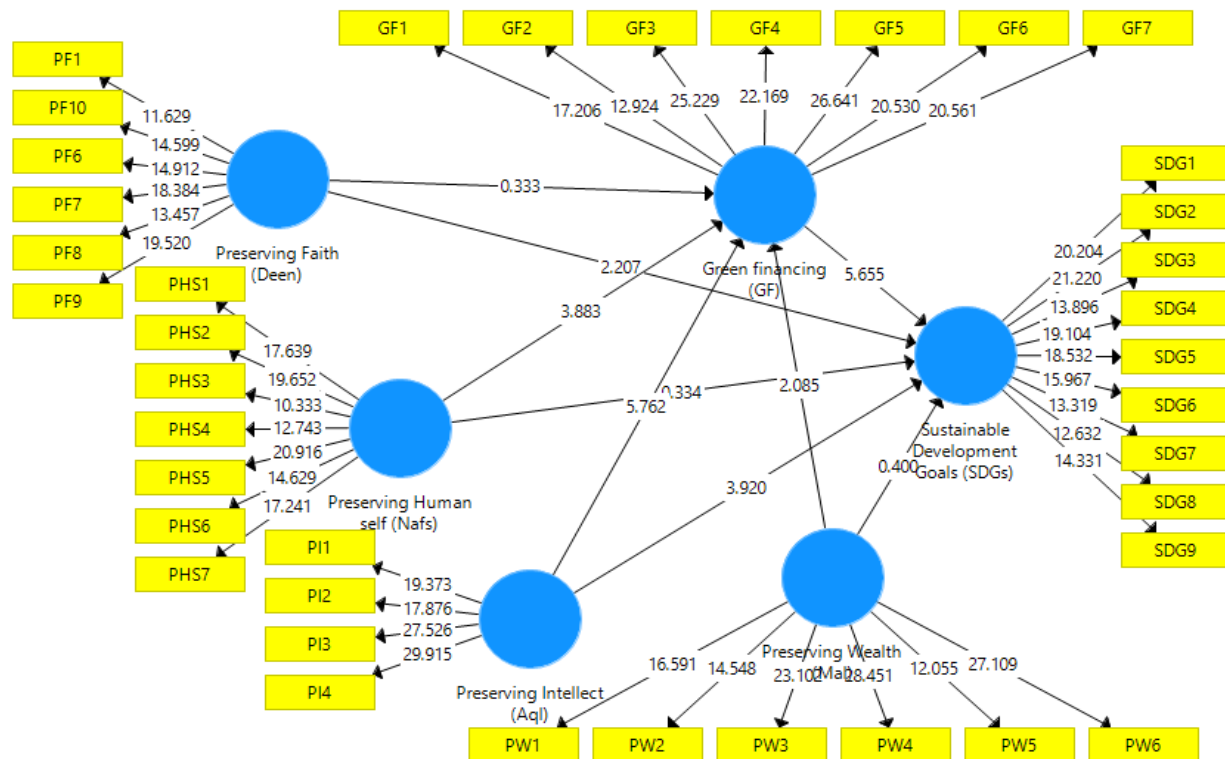 GF1
GF2
GF3
GF4
GF5
GF6
GF7
17.206
12.924
25.229
22.169
26.641
20.530
20.561
PF1
PF10
PF6
PF7
PF8
PF9
11.629
14.599
14.912
18.384
13.457
19.520
Preserving Faith
(Deen)
0.333
2.207
Green financing
(GF)
5.655
PHS1
PHS2
PHS3
PHS4
PHS5
PHS6
PHS7
17.639
19.652
10.333
12.743
20.916
14.629
17.241
Preserving Human
self (Nafs)
3.883
0.334
SDG1
SDG2
SDG3
SDG4
SDG5
SDG6
SDG7
SDG8
SDG9
20.204
21.220
13.896
19.104
18.532
15.967
13.319
12.632
14.331
Sustainable
Development
Goals (SDGs)
PI1
PI2
PI3
PI4
19.373
17.876
27.526
29.915
Preserving Intellect
(Aql)
5.762
3.920
2.085
0.400
Preserving Wealth
(Mal)
16.591
14.548
23.102
28.451
12.055
27.109
PW1
PW2
PW3
PW4
PW5
PW6